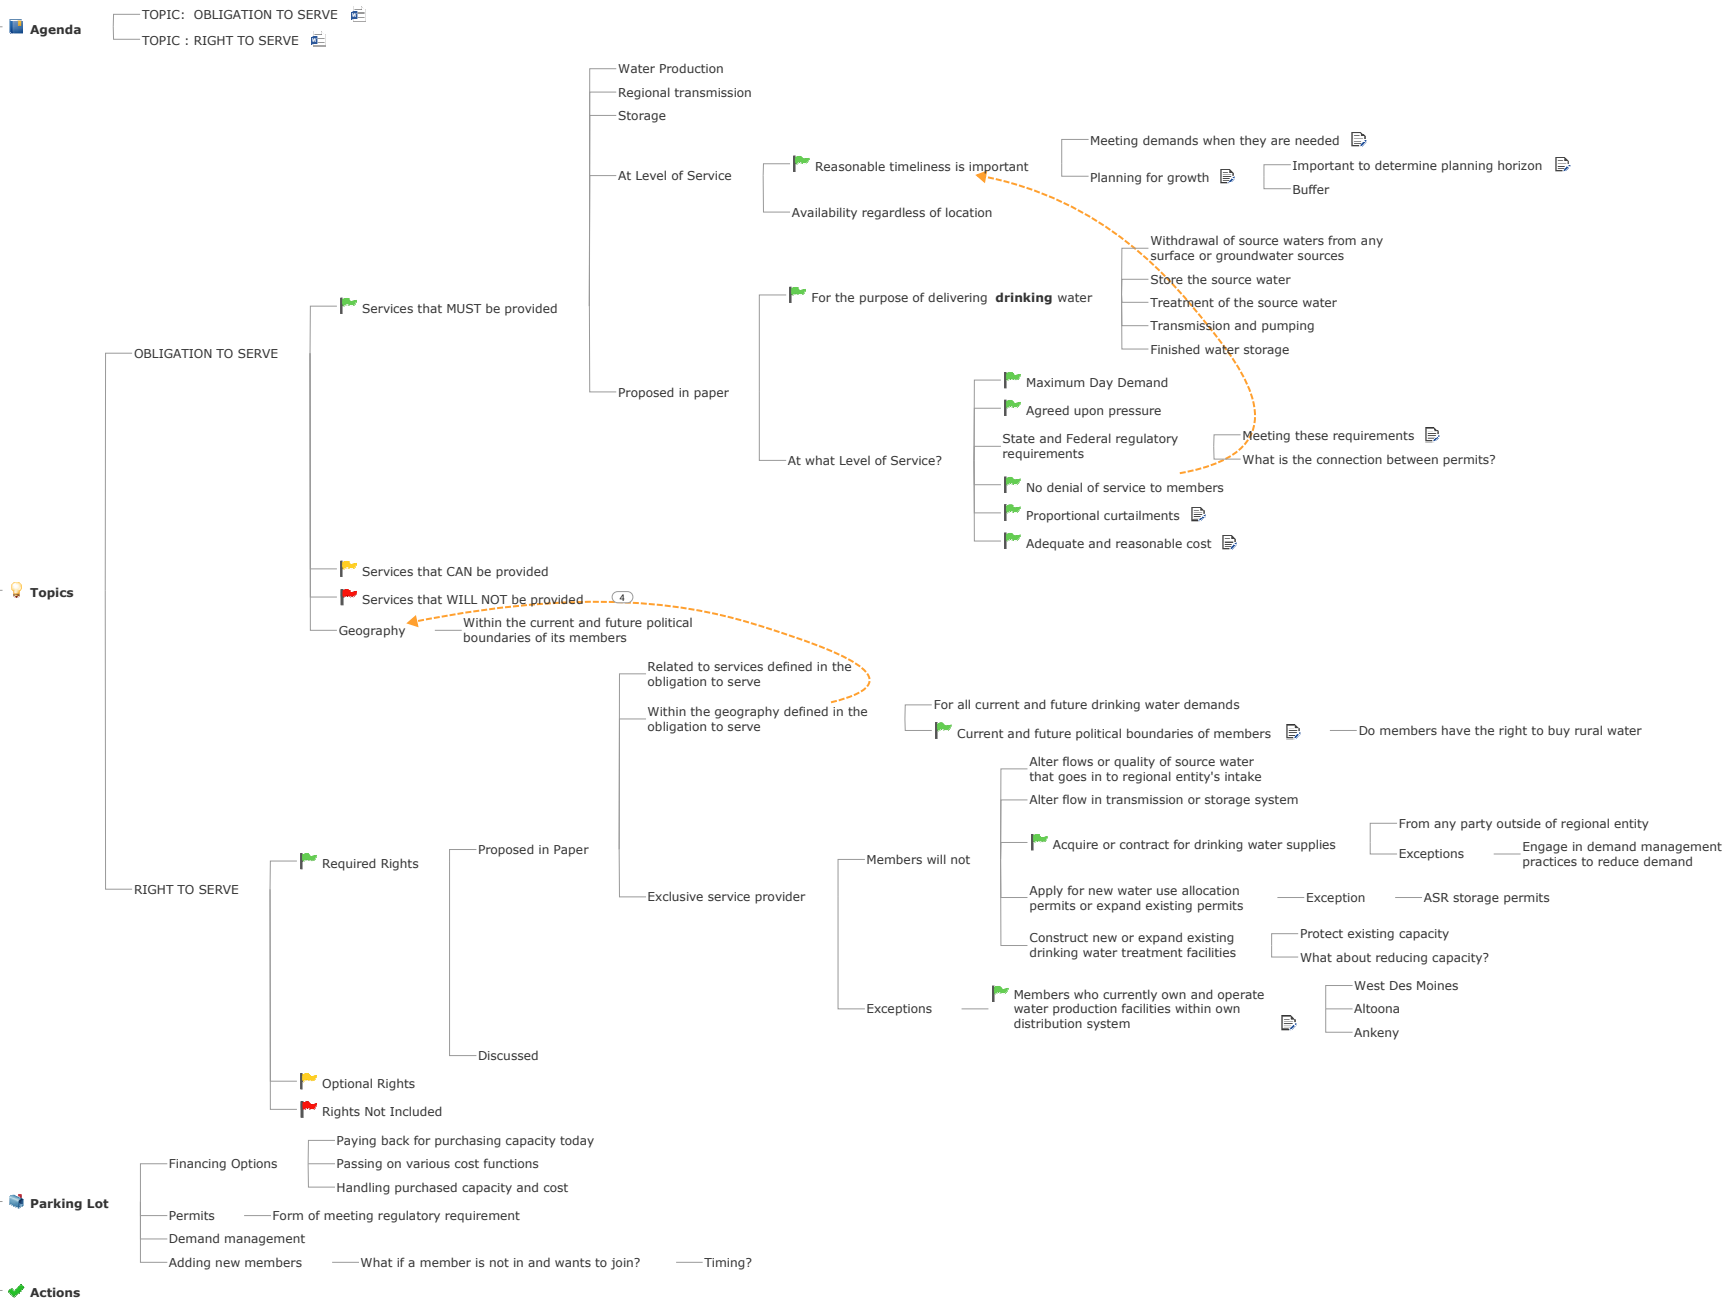 Agenda
TOPIC:  OBLIGATION TO SERVE
TOPIC : RIGHT TO SERVE
Topics
OBLIGATION TO SERVE
Services that MUST be provided
Water Production
Regional transmission
Storage
At Level of Service
Reasonable timeliness is important
Meeting demands when they are needed
Planning for growth
Important to determine planning horizon
Buffer
Availability regardless of location
Proposed in paper
For the purpose of delivering  drinking water
Withdrawal of source waters from any
surface or groundwater sources
Store the source water
Treatment of the source water
Transmission and pumping
Finished water storage
At what Level of Service?
Maximum Day Demand
Agreed upon pressure
State and Federal regulatory
requirements
Meeting these requirements
What is the connection between permits?
No denial of service to members
Proportional curtailments
Adequate and reasonable cost
Services that CAN be provided
Services that WILL NOT be provided
4
Geography
Within the current and future political
boundaries of its members
RIGHT TO SERVE
Required Rights
Proposed in Paper
Related to services defined in the
obligation to serve
Within the geography defined in the
obligation to serve
For all current and future drinking water demands
Current and future political boundaries of members
Do members have the right to buy rural water
Exclusive service provider
Members will not
Alter flows or quality of source water
that goes in to regional entity's intake
Alter flow in transmission or storage system
Acquire or contract for drinking water supplies
From any party outside of regional entity
Exceptions
Engage in demand management
practices to reduce demand
Apply for new water use allocation
permits or expand existing permits
Exception
ASR storage permits
Construct new or expand existing
drinking water treatment facilities
Protect existing capacity
What about reducing capacity?
Exceptions
Members who currently own and operate
water production facilities within own
distribution system
West Des Moines
Altoona
Ankeny
Discussed
Optional Rights
Rights Not Included
Parking Lot
Financing Options
Paying back for purchasing capacity today
Passing on various cost functions
Handling purchased capacity and cost
Permits
Form of meeting regulatory requirement
Demand management
Adding new members
What if a member is not in and wants to join?
Timing?
Actions